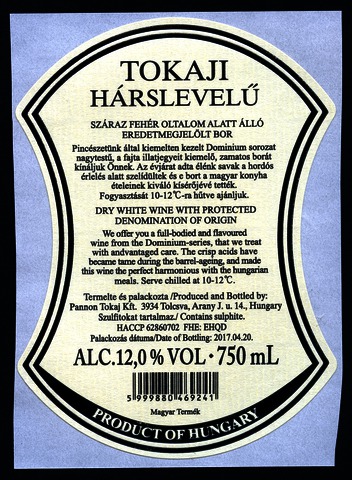 TOKAJI
HÁRSLEVELŰ
SZÁRAZ FEHÉR OLTALOM ALATT ÁLLÓ
EREDETMEGJELÖLT BOR
Pincészetünk által kiemelten kezelt Dominium sorozat
nagytestű, a fajta illatjegyeit kiemelő, zamatos borát
kínáljuk Önnek. Az évjárat adta élénk savak a hordós
érlelés alatt szelídültek és e bort a magyar konyha
ételeinek kiváló kísérőjévé tették.
Fogyasztását 10-12℃-ra hűtve ajánljuk.
DRY WHITE WINE WITH PROTECTED
DENOMINATION OF ORIGIN
We offer you a full-bodied and flavoured
wine from the Dominium-series, that we treat
with andvantaged care. The crisp acids have
became tame during the barrel-ageing, and made
this wine the perfect harmonious with the hungarian
meals. Serve chilled at 10-12℃.
Termelte és palackozta /Produced and Bottled by:
Pannon Tokaj Kft. 3934 Tolcsva, Arany J. u. 14., Hungary
Szulfitokat tartalmaz./ Contains sulphite.
HACCP 62860702 FHE: EHQD
Palackozás dátuma/Date of Bottling: 2017.04.20.
ALC.12,0 % VOL • 750 mL
5 999880 469241
Magyar Termék
PRODUCT OF HUNGARY